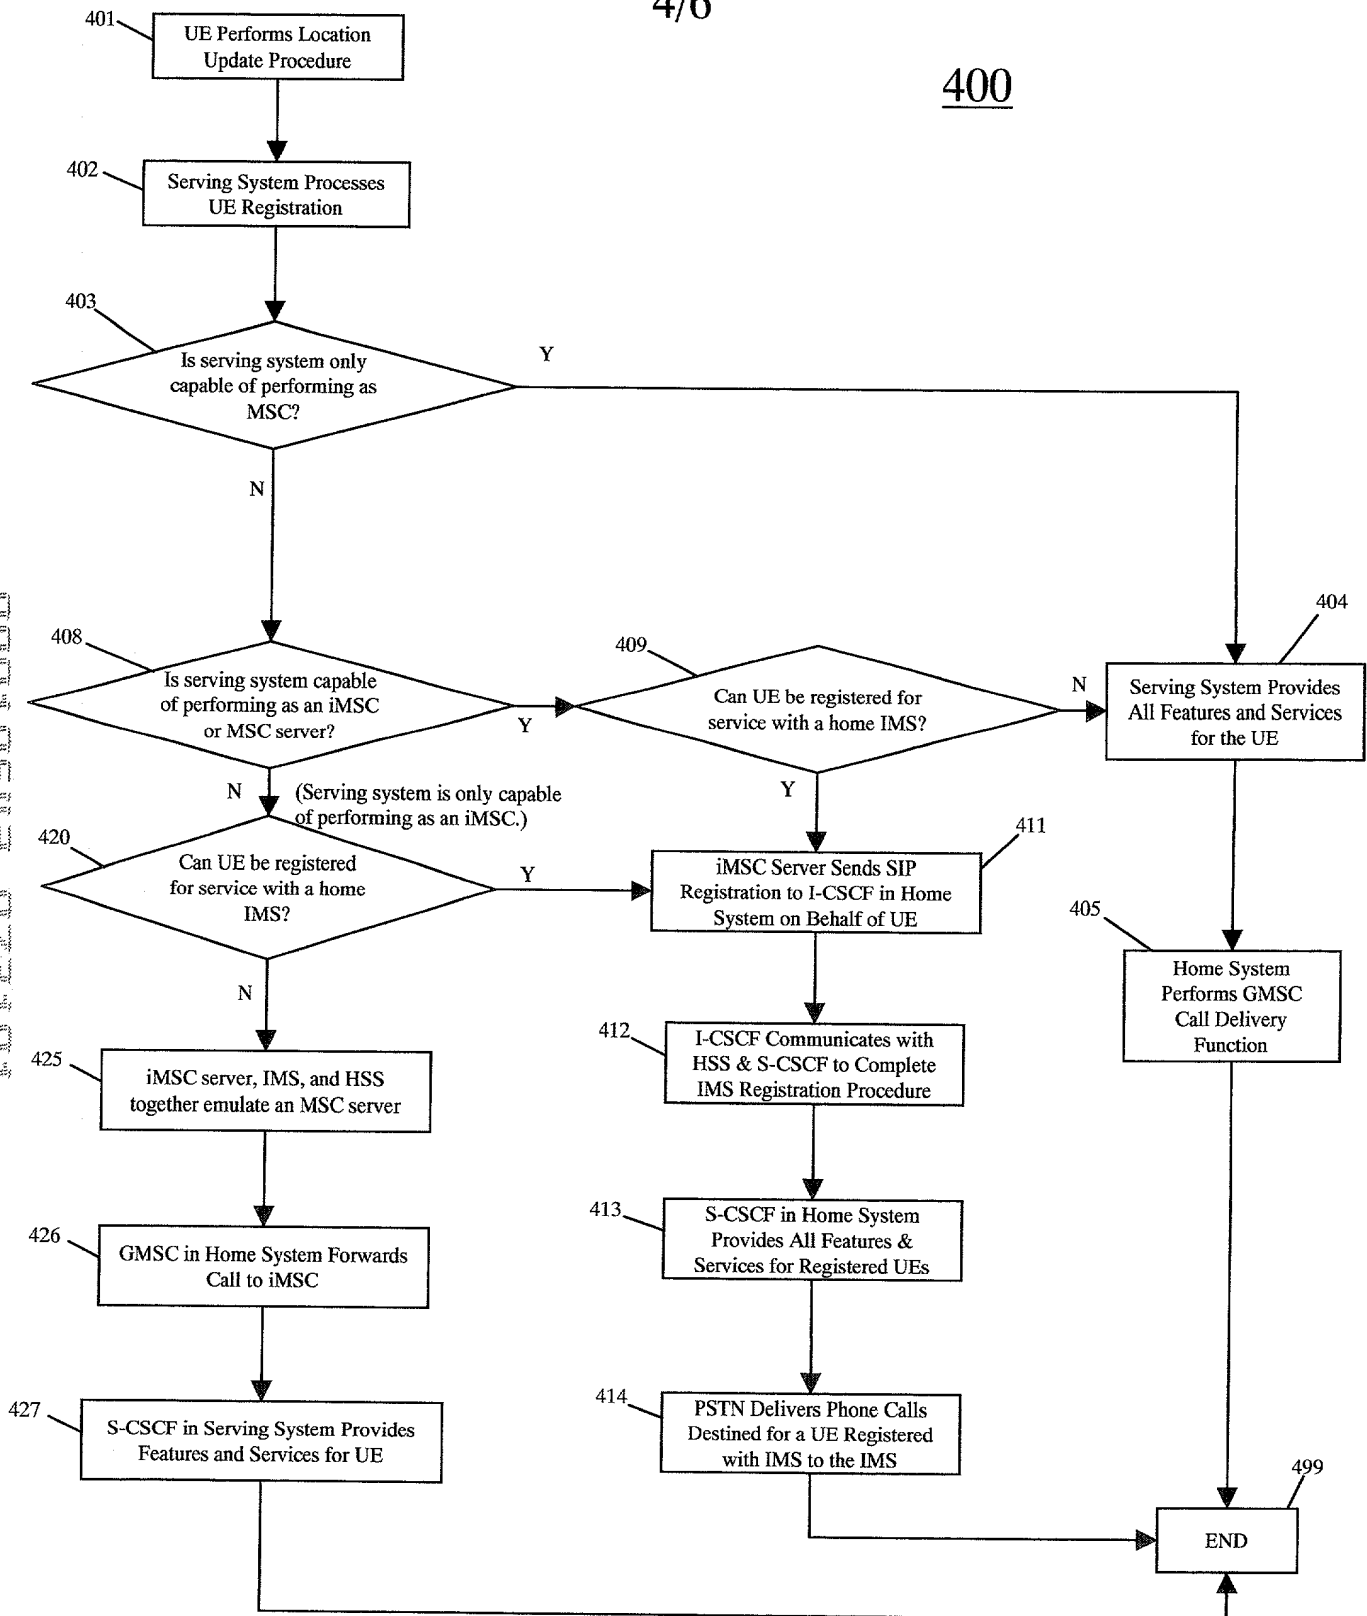 4/6
400
401
UE Performs Location
Update Procedure
402
Serving System Processes
UE Registration
403
Is serving system only
capable of performing as
MSC?
Y
N
408
Is serving system capable
of performing as an iMSC
or MSC server?
Y
409
Can UE be registered for
service with a home IMS?
N
404
Serving System Provides
All Features and Services
for the UE
N
(Serving system is only capable
of performing as an iMSC.)
Y
420
Can UE be registered
for service with a home
IMS?
Y
411
iMSC Server Sends SIP
Registration to I-CSCF in Home
System on Behalf of UE
405
Home System
Performs GMSC
Call Delivery
Function
N
425
iMSC server, IMS, and HSS
together emulate an MSC server
412
I-CSCF Communicates with
HSS & S-CSCF to Complete
IMS Registration Procedure
426
GMSC in Home System Forwards
Call to iMSC
413
S-CSCF in Home System
Provides All Features &
Services for Registered UEs
427
S-CSCF in Serving System Provides
Features and Services for UE
414
PSTN Delivers Phone Calls
Destined for a UE Registered
with IMS to the IMS
499
END